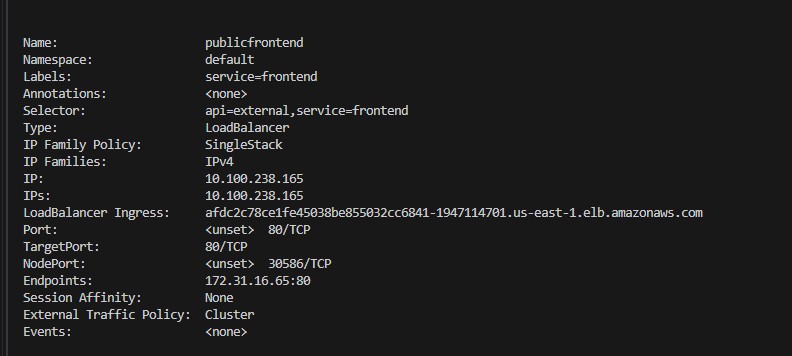 Name: publicfrontend
Namespace: default
Labels: service=frontend
Annotations: <none>
Selector: api=external,service=frontend
Type: LoadBalancer
IP Family Policy: SingleStack
IP Families: IPv4
IP: 10.100.238.165
IPs: 10.100.238.165
LoadBalancer Ingress: afdc2c78ce1fe45038be855032cc6841-1947114701.us-east-1.elb.amazonaws.com
Port: <unset> 80/TCP
TargetPort: 80/TCP
NodePort: <unset> 30586/TCP
Endpoints: 172.31.16.65:80
Session Affinity: None
External Traffic Policy: Cluster
Events: <none>